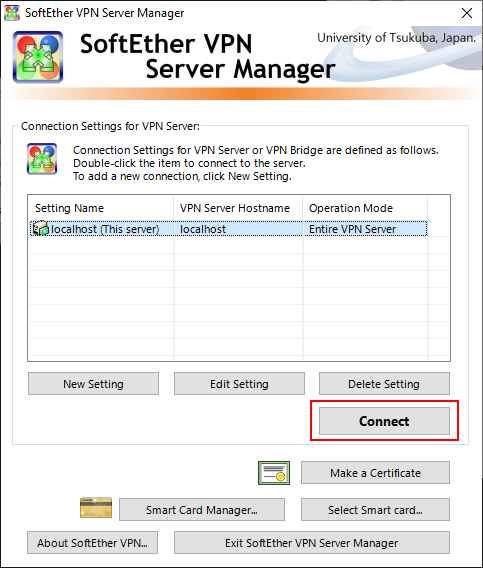 SoftEther VPN Server Manager
SoftEther VPN
Server Manager
University of Tsukuba, Japan.
Connection Settings for VPN Server:
Connection Settings for VPN Server or VPN Bridge are defined as follows.
Double-click the item to connect to the server.
To add a new connection, click New Setting.
Setting Name VPN Server Hostname Operation Mode
localhost (This server) localhost Entire VPN Server
New Setting Edit Setting Delete Setting
Connect
Make a Certificate
Smart Card Manager... Select Smart card...
About SoftEther VPN... Exit SoftEther VPN Server Manager